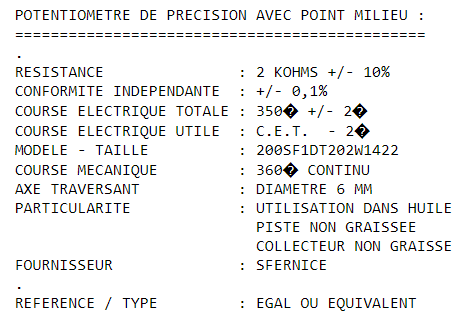 POTENTIOMETRE DE PRECISION AVEC POINT MILIEU :
==============================================
.
RESISTANCE : 2 KOHMS +/- 10%
CONFORMITE INDEPENDANTE : +/- 0,1%
COURSE ELECTRIQUE TOTALE : 350� +/- 2�
COURSE ELECTRIQUE UTILE : C.E.T. - 2�
MODELE - TAILLE : 200SF1DT202W1422
COURSE MECANIQUE : 360� CONTINU
AXE TRAVERSANT : DIAMETRE 6 MM
PARTICULARITE : UTILISATION DANS HUILE
PISTE NON GRAISSEE
COLLECTEUR NON GRAISSE
FOURNISSEUR : SFERNICE
.
REFERENCE / TYPE : EGAL OU EQUIVALENT